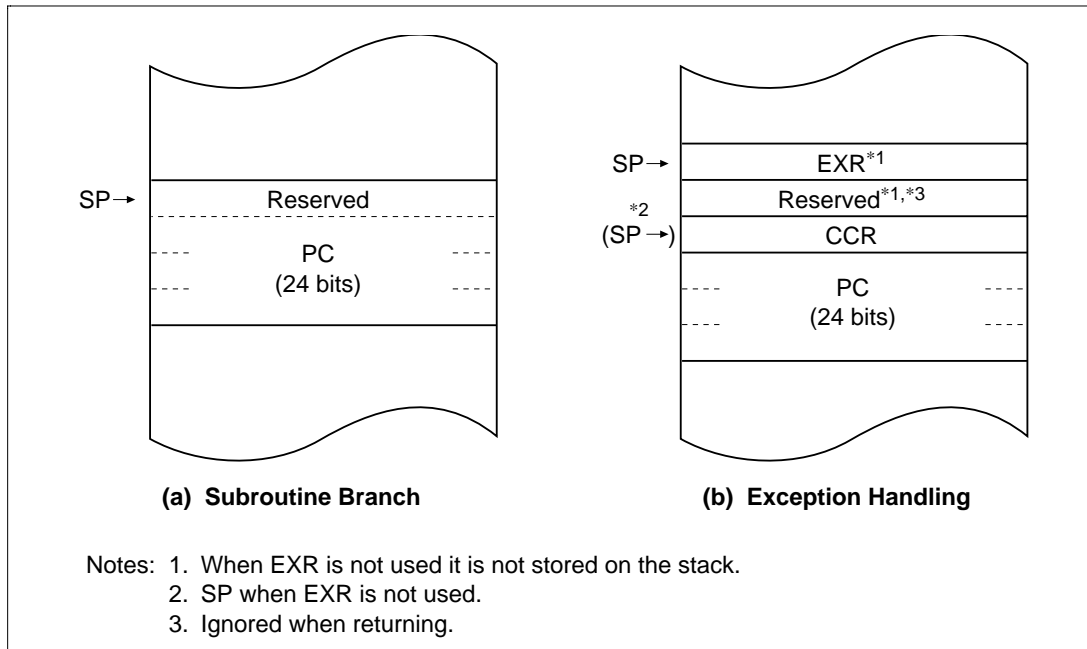 SP→
Reserved
PC
(24 bits)
(a) Subroutine Branch
SP→
EXR*1
Reserved*1,*3
*2
(SP→)
CCR
PC
(24 bits)
(b) Exception Handling
Notes: 1. When EXR is not used it is not stored on the stack.
2. SP when EXR is not used.
3. Ignored when returning.